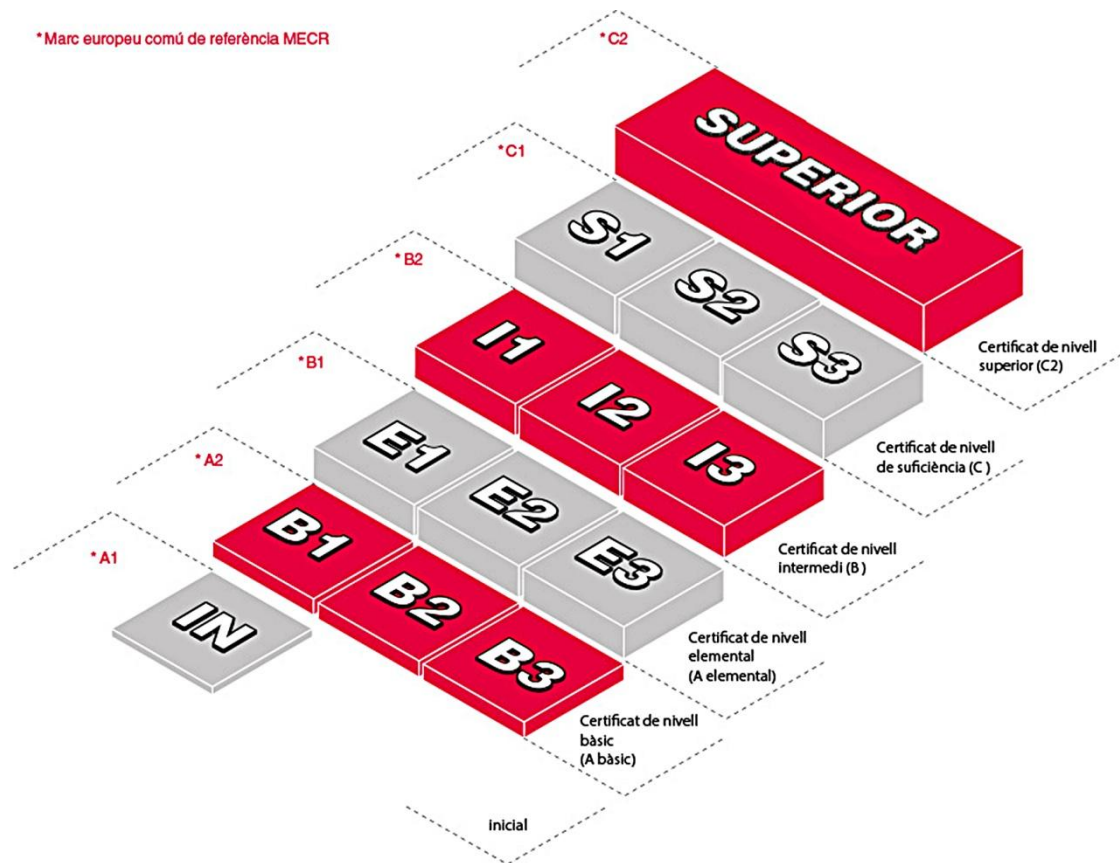 *Marc europeu comú de referència MECR
*C2
SUPERIOR
Certificat de nivell
superior (C2)
*C1
S1
S2
S3
Certificat de nivell
de suficiència (C )
*B2
I1
I2
I3
Certificat de nivell
intermedi (B )
*B1
E1
E2
E3
Certificat de nivell
elemental
(A elemental)
*A2
B1
B2
B3
Certificat de nivell
bàsic
(A bàsic)
*A1
IN
inicial